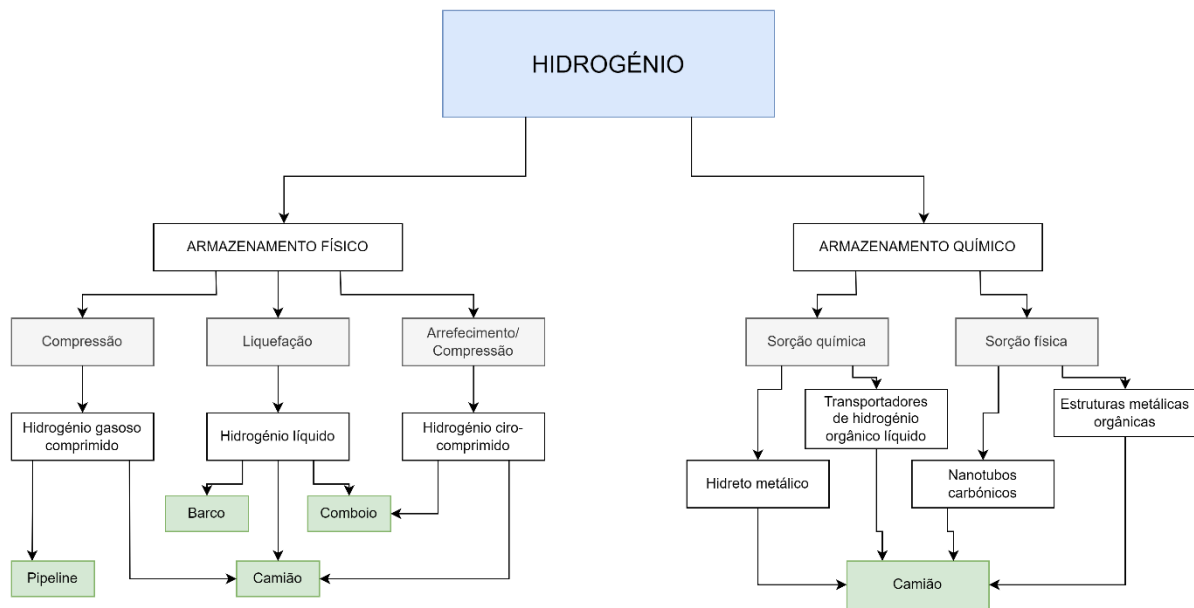 HIDROGÉNIO
ARMAZENAMENTO FÍSICO
ARMAZENAMENTO QUÍMICO
Compressão
Liquefação
Arrefecimento/
Compressão
Sorção química
Sorção física
Hidrogénio gasoso
comprimido
Hidrogénio líquido
Hidrogénio ciro-
comprimido
Transportadores
de hidrogénio
orgânico líquido
Estruturas metálicas
orgânicas
Hidreto metálico
Nanotubos
carbónicos
Barco
Comboio
Pipeline
Camião
Camião